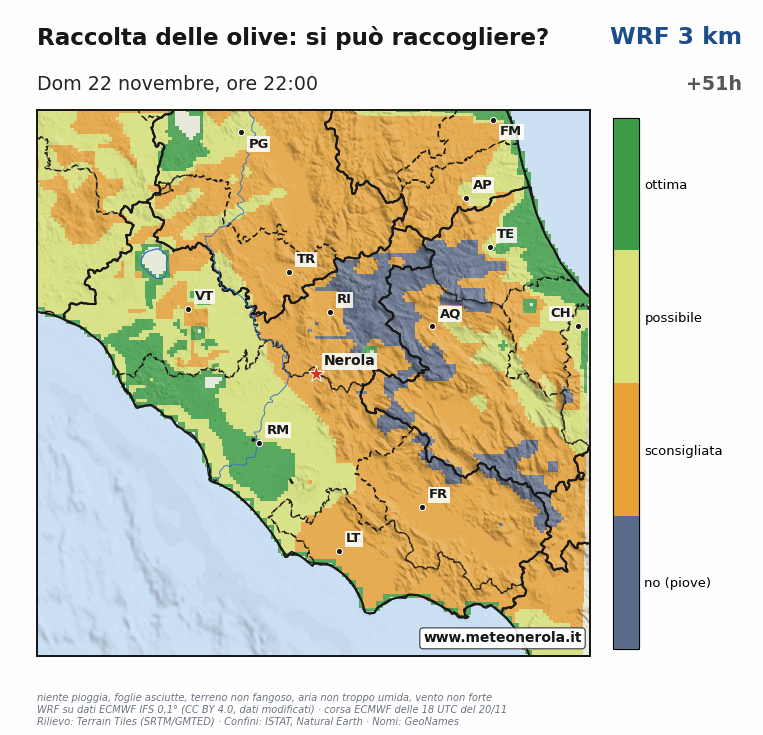 Raccolta delle olive: si può raccogliere?
WRF 3 km
Dom 22 novembre, ore 22:00
+51h
FM
PG
AP
TE
TR
VT
RI
AQ
CH
Nerola
RM
FR
LT
www.meteonerola.it
ottima
possibile
sconsigliata
no (piove)
niente pioggia, foglie asciutte, terreno non fangoso, aria non troppo umida, vento non forte
WRF su dati ECMWF IFS 0,1° (CC BY 4.0, dati modificati) · corsa ECMWF delle 18 UTC del 20/11
Rilievo: Terrain Tiles (SRTM/GMTED) · Confini: ISTAT, Natural Earth · Nomi: GeoNames